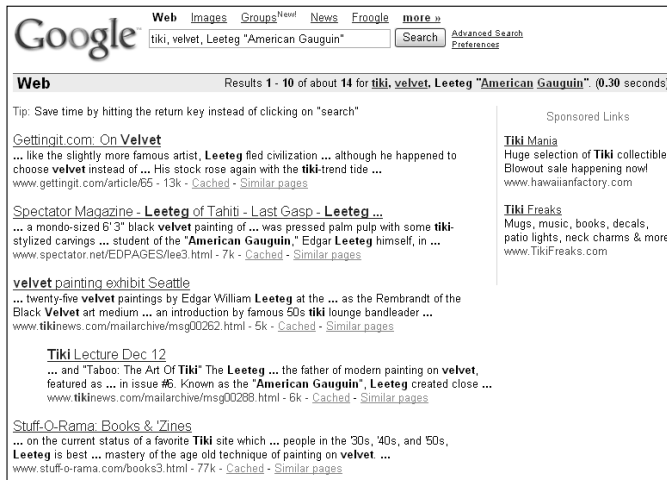 Google™
Web Images Groups New! News Froogle more »
tiki, velvet, Leeteg "American Gauguin"
Search
Advanced Search
Preferences
Web
Results 1 - 10 of about 14 for tiki, velvet, Leeteg "American Gauguin". (0.30 seconds)
Tip: Save time by hitting the return key instead of clicking on "search"
Gettingit.com: On Velvet
... like the slightly more famous artist, Leeteg fled civilization ... although he happened to
choose velvet instead of ... His stock rose again with the tiki-trend tide ...
www.gettingit.com/article/65 - 13k - Cached - Similar pages
Spectator Magazine - Leeteg of Tahiti - Last Gasp - Leeteg ...
... a mondo-sized 6' 3" black velvet painting of ... was pressed palm pulp with some tiki-
stylized carvings ... student of the "American Gauguin," Edgar Leeteg himself, in ...
www.spectator.net/EDPAGES/lee3.html - 7k - Cached - Similar pages
velvet painting exhibit Seattle
... twenty-five velvet paintings by Edgar William Leeteg at the ... as the Rembrandt of the
Black Velvet art medium ... an introduction by famous 50s tiki lounge bandleader ...
www.tikinews.com/mailarchive/msg00262.html - 5k - Cached - Similar pages
Tiki Lecture Dec 12
... and "Taboo: The Art Of Tiki" The Leeteg ... the father of modern painting on velvet,
featured as ... in issue #6. Known as the "American Gauguin", Leeteg created close ...
www.tikinews.com/mailarchive/msg00288.html - 6k - Cached - Similar pages
Stuff-O-Rama: Books & 'Zines
... on the current status of a favorite Tiki site which ... people in the '30s, '40s, and '50s,
Leeteg is best ... mastery of the age old technique of painting on velvet. ...
www.stuff-o-rama.com/books3.html - 77k - Cached - Similar pages
Sponsored Links
Tiki Mania
Huge selection of Tiki collectible
Blowout sale happening now!
www.hawaiianfactory.com
Tiki Freaks
Mugs, music, books, decals,
patio lights, neck charms & more
www.TikiFreaks.com